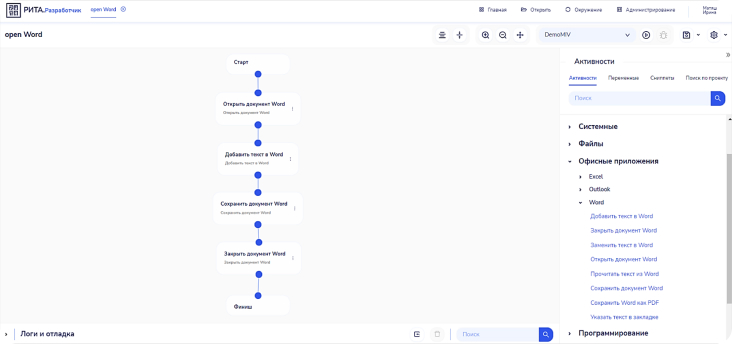 РИТА.Разработчик
open Word
Главная
Открыть
Окружение
Администрирование
Матяш
Ирина
open Word
DemoMIV
Старт
Открыть документ Word
Открыть документ Word
Добавить текст в Word
Добавить текст в Word
Сохранить документ Word
Сохранить документ Word
Закрыть документ Word
Закрыть документ Word
Финиш
Активности
Активности
Переменные
Сниппеты
Поиск по проекту
Поиск
Системные
Файлы
Офисные приложения
Excel
Outlook
Word
Добавить текст в Word
Закрыть документ Word
Заменить текст в Word
Открыть документ Word
Прочитать текст из Word
Сохранить документ Word
Сохранить Word как PDF
Указать текст в закладке
Программирование
Логи и отладка
Поиск